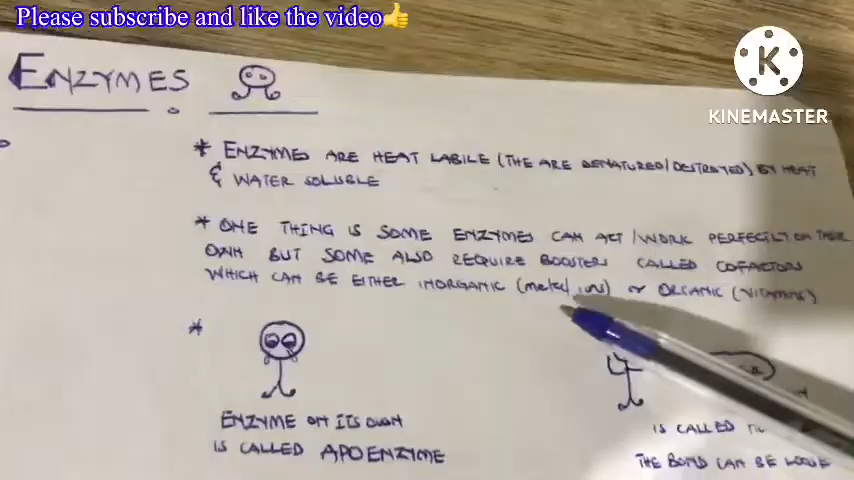 Please subscribe and like the video👍
K
KINEMASTER
ENZYMES
* ENZYMES ARE HEAT LABILE (THE ARE DENATURED/DESTROYED) BY HEAT
& WATER SOLUBLE
* ONE THING IS SOME ENZYMES CAN ACT/WORK PERFECTLY ON THEIR
OWN BUT SOME ALSO REQUIRE BOOSTERS CALLED COFACTORS
WHICH CAN BE EITHER INORGANIC (metal ions) or ORGANIC (VITAMINS)
*
ENZYME ON ITS OWN
IS CALLED APOENZYME
IS CALLED
THE BOND CAN BE LOOSE